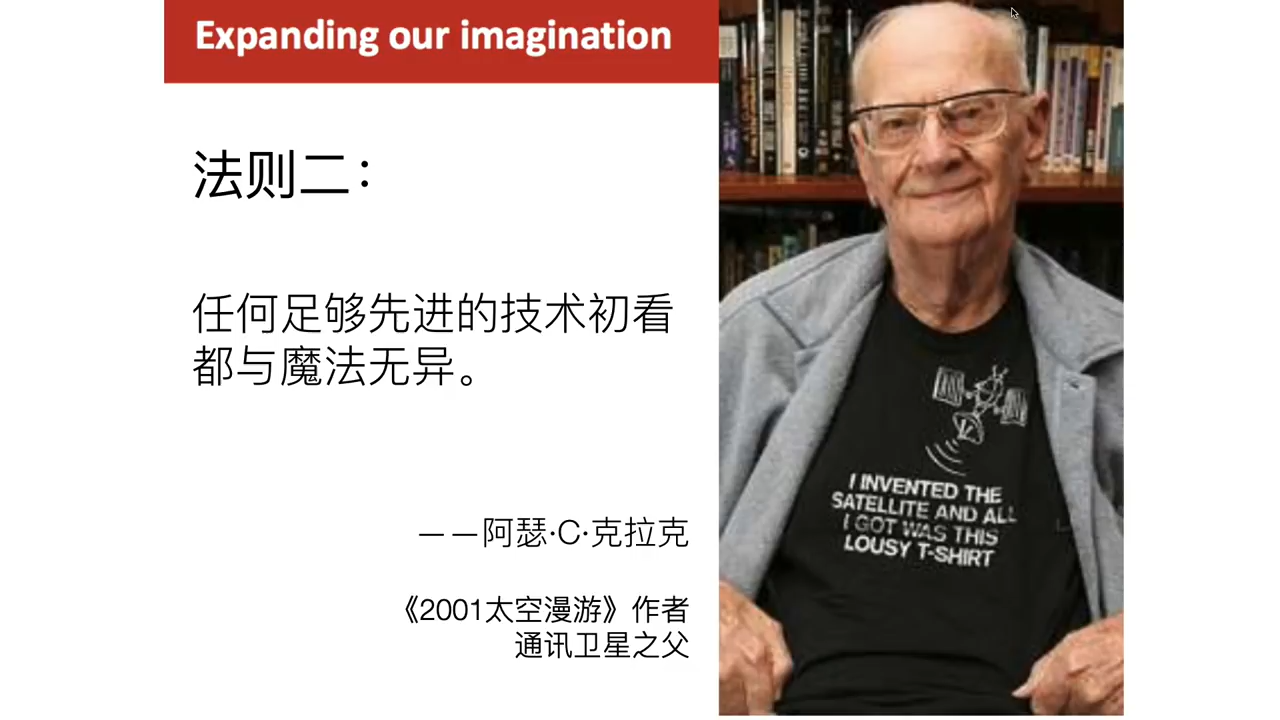 Expanding our imagination
法则二：
任何足够先进的技术初看
都与魔法无异。
——阿瑟·C·克拉克
《2001太空漫游》作者
通讯卫星之父
I INVENTED THE
SATELLITE AND ALL
I GOT WAS THIS
LOUSY T-SHIRT